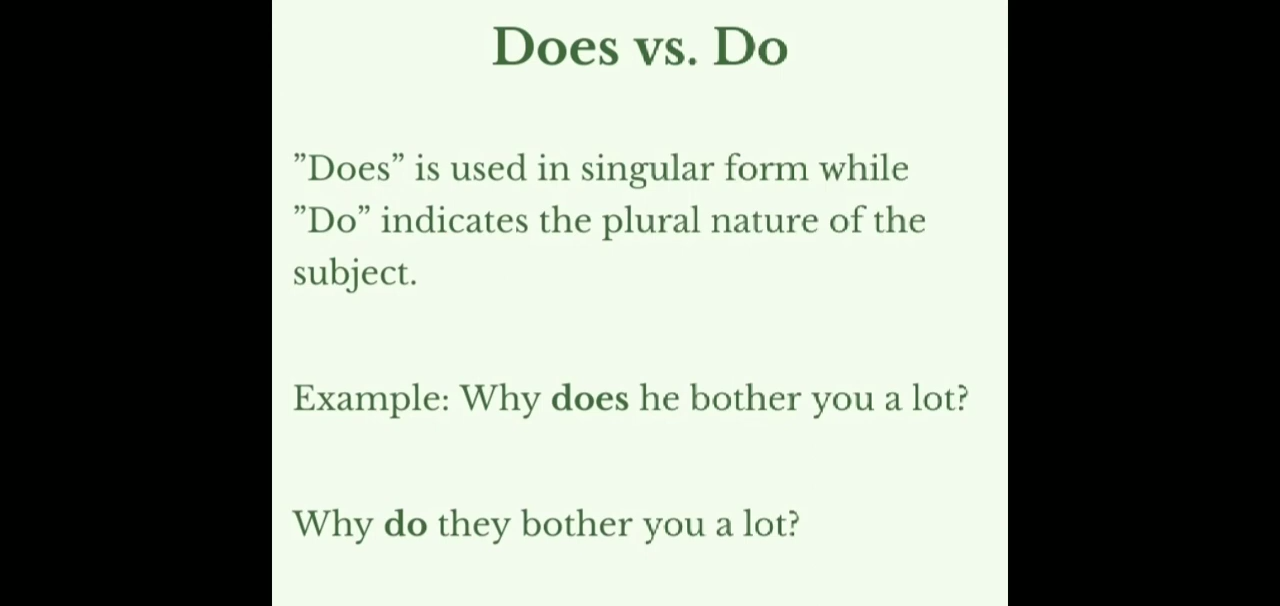 Does vs. Do
”Does” is used in singular form while
”Do” indicates the plural nature of the
subject.
Example: Why does he bother you a lot?
Why do they bother you a lot?